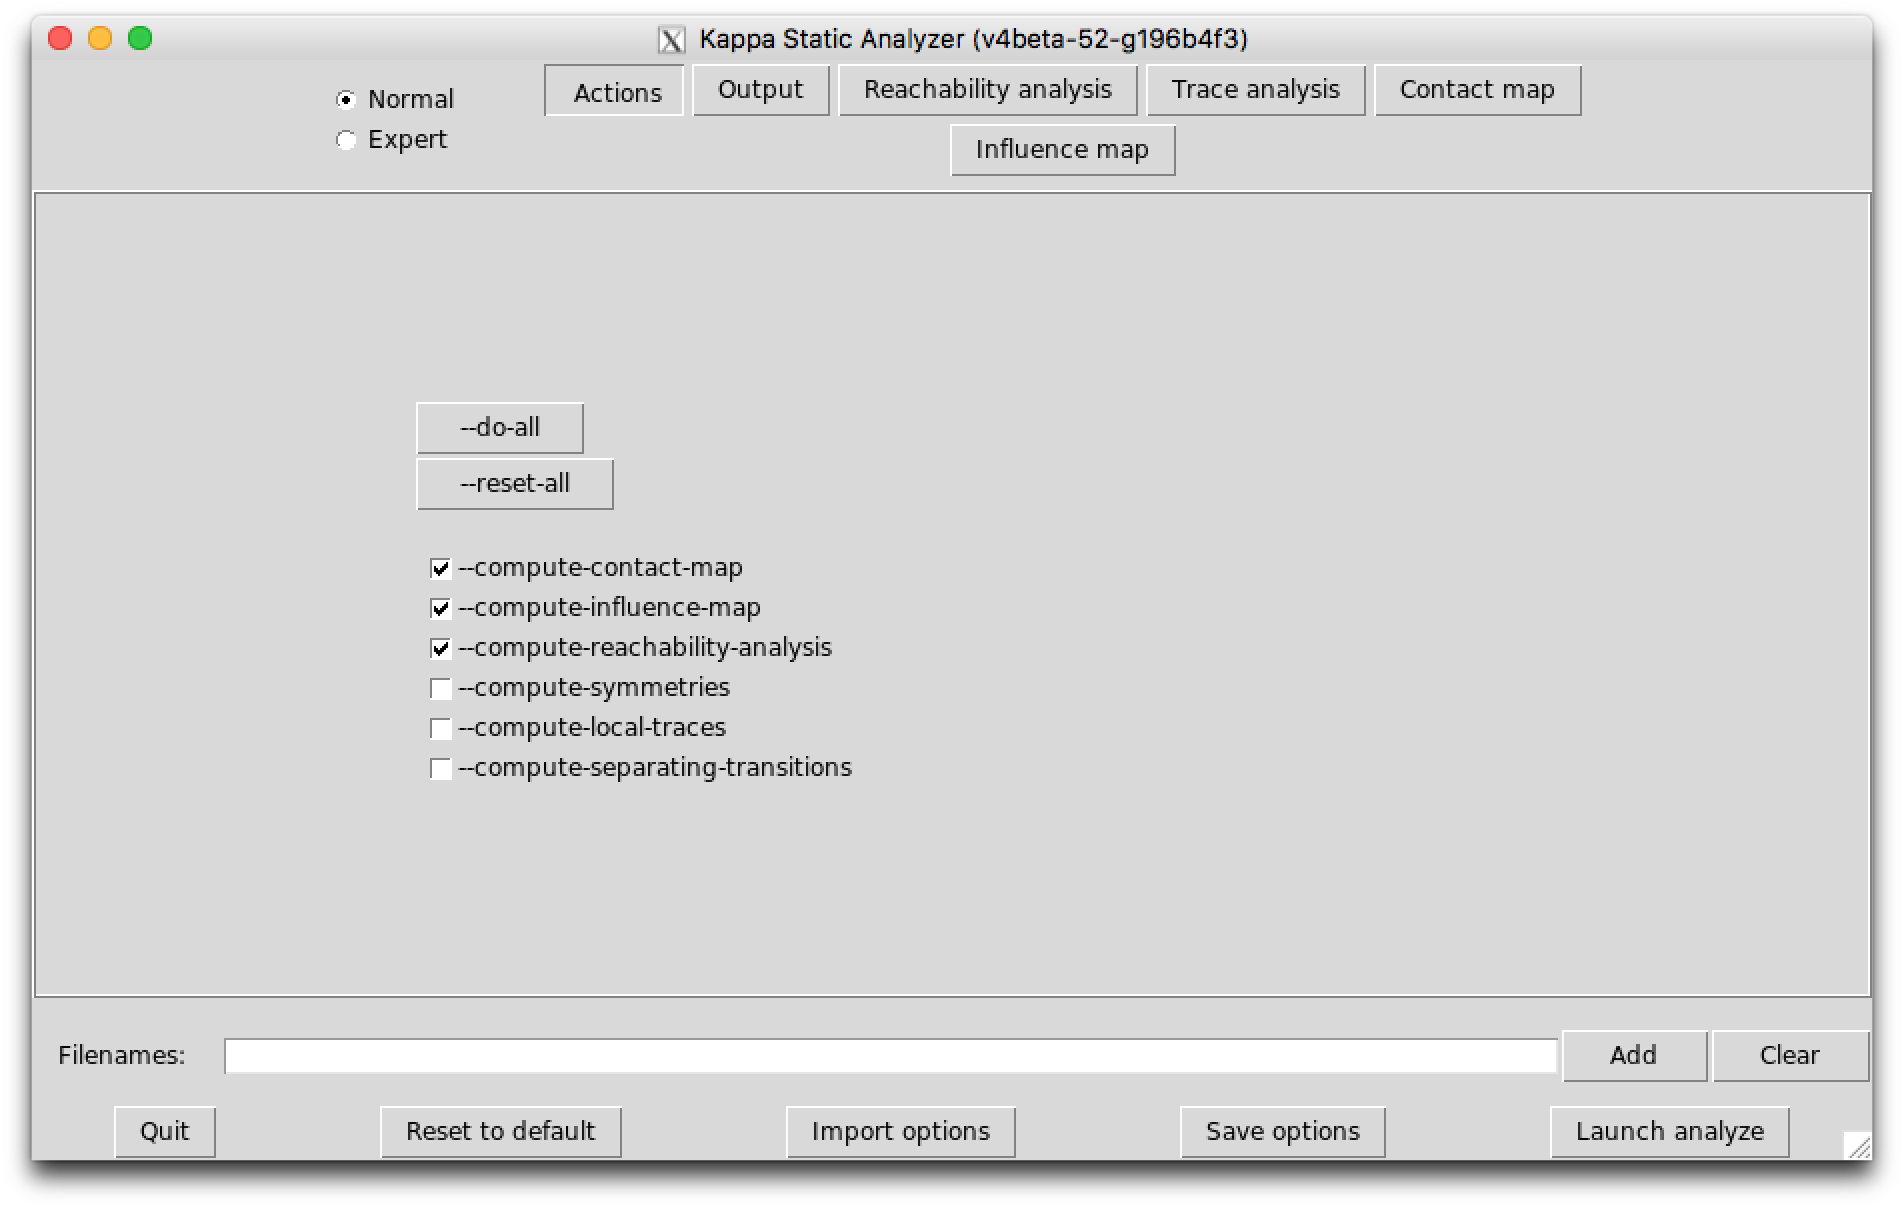 Kappa Static Analyzer (v4beta-52-g196b4f3)
Normal
Expert
Actions
Output
Reachability analysis
Trace analysis
Contact map
Influence map
--do-all
--reset-all
--compute-contact-map
--compute-influence-map
--compute-reachability-analysis
--compute-symmetries
--compute-local-traces
--compute-separating-transitions
Filenames:
Add
Clear
Quit
Reset to default
Import options
Save options
Launch analyze